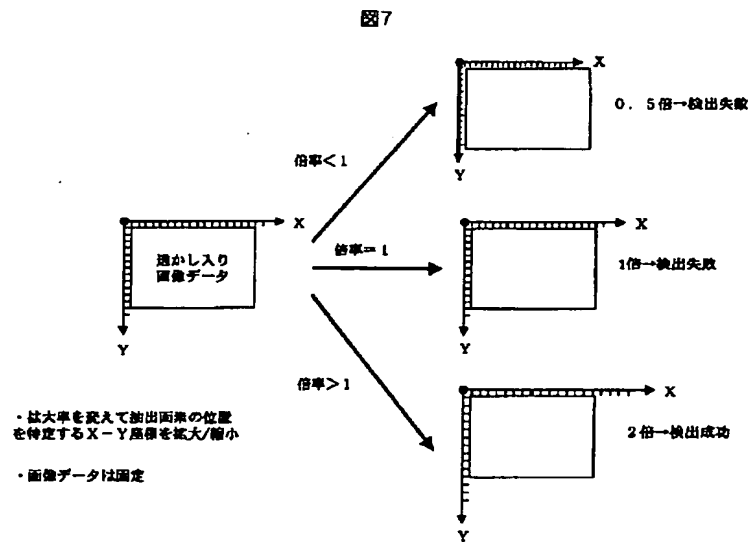 図7
X
0.5倍→検出失敗
Y
倍率<1
X
透かし入り
画像データ
Y
倍率=1
X
1倍→検出失敗
Y
倍率>1
X
2倍→検出成功
Y
・拡大率を変えて抽出画素の位置
を特定するX-Y座標を拡大/縮小
・画像データは固定